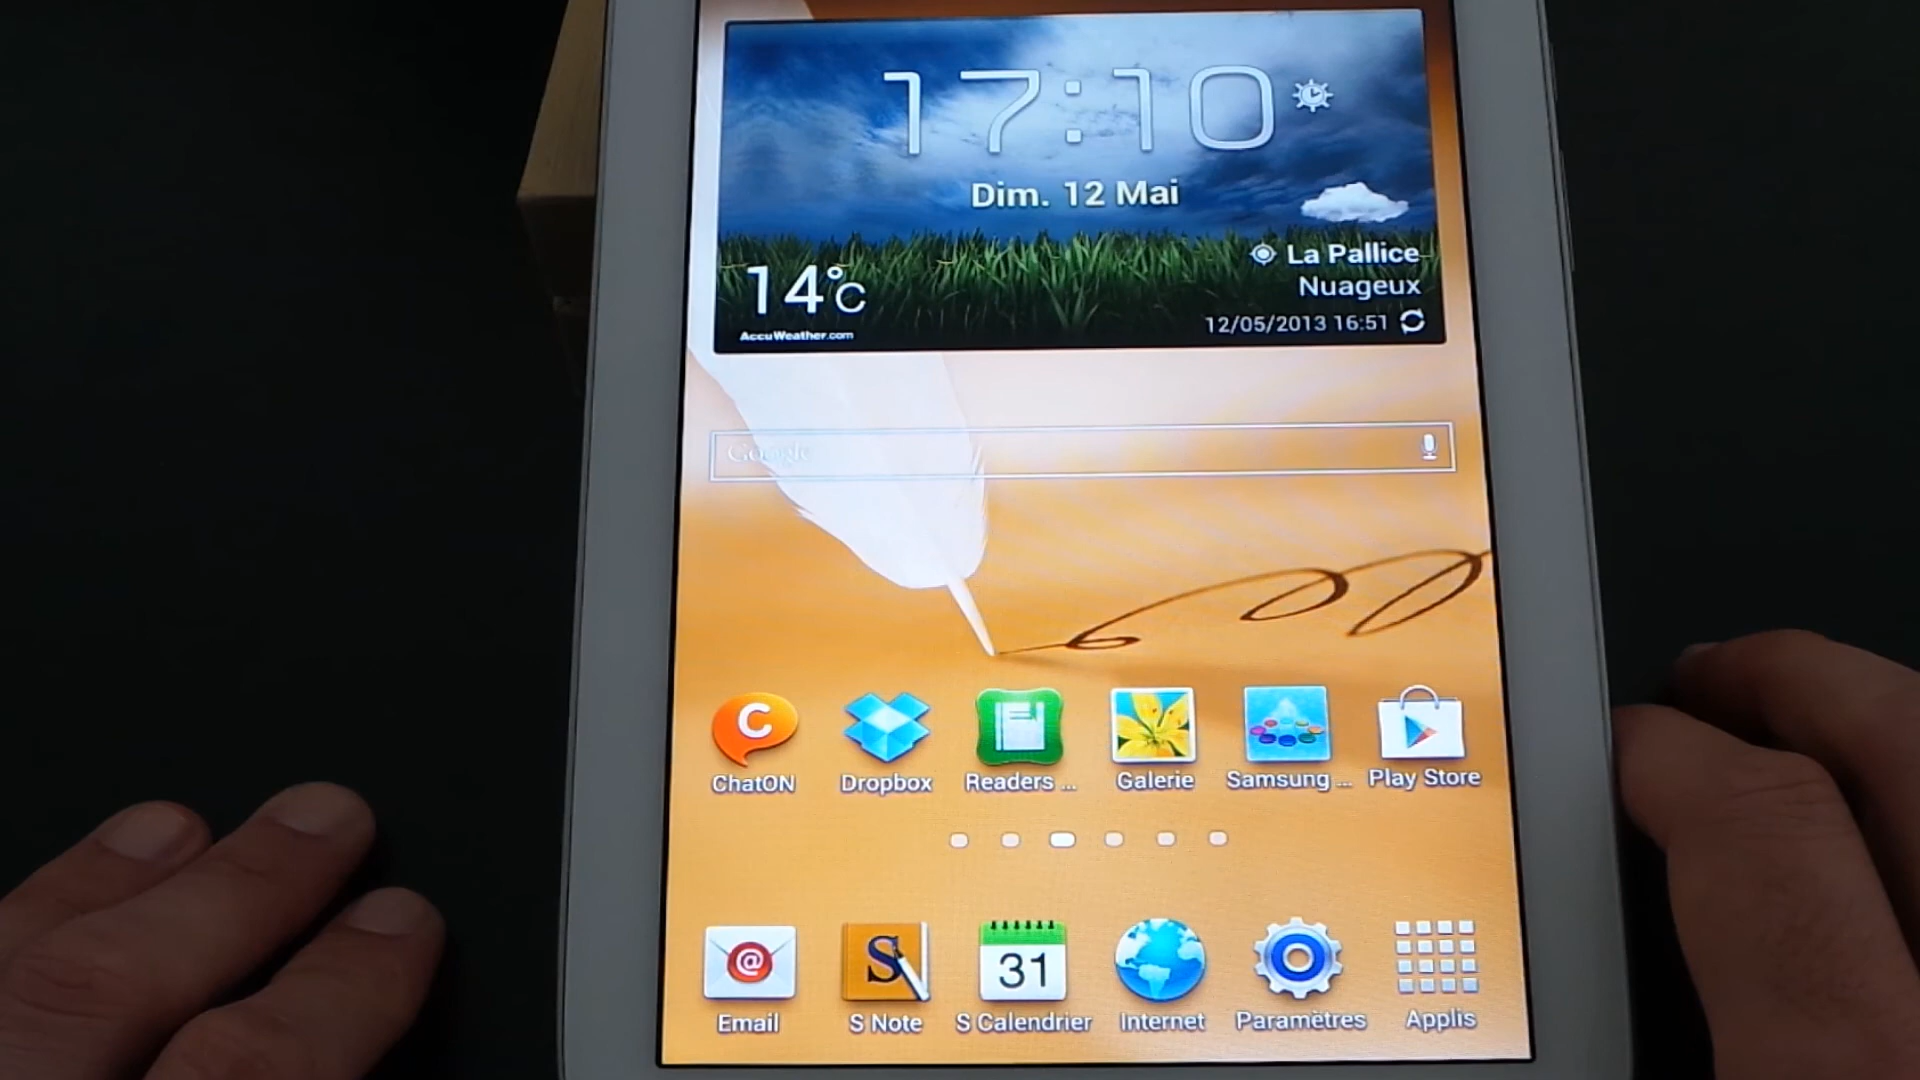 17:10
Dim. 12 Mai
La Pallice
14°C
Nuageux
AccuWeather.com
12/05/2013 16:51
Google
C
ChatON
Dropbox
Readers ...
Galerie
Samsung ...
Play Store
@
S
31
Email
S Note
S Calendrier
Internet
Paramètres
Applis